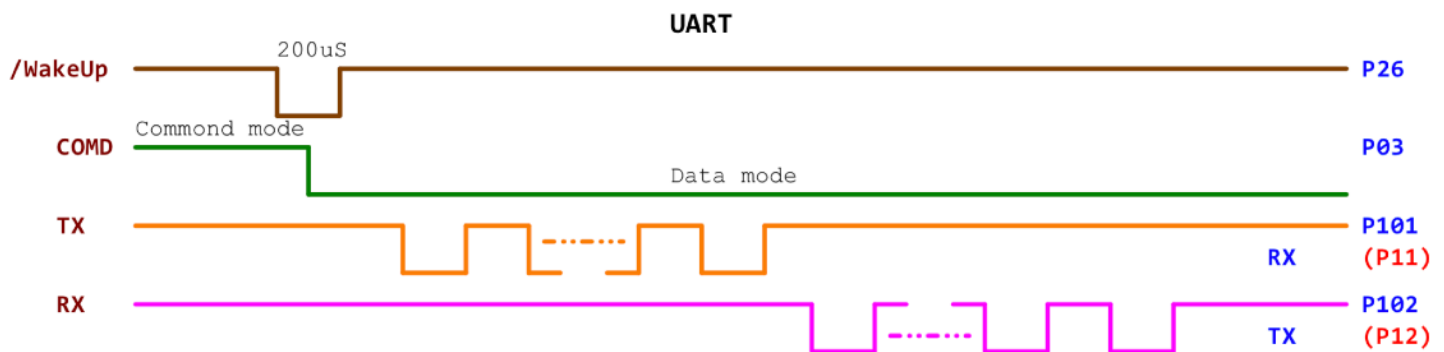 UART
200uS
/WakeUp P26
Commond mode
COMD P03
Data mode
TX P101
RX (P11)
RX P102
TX (P12)